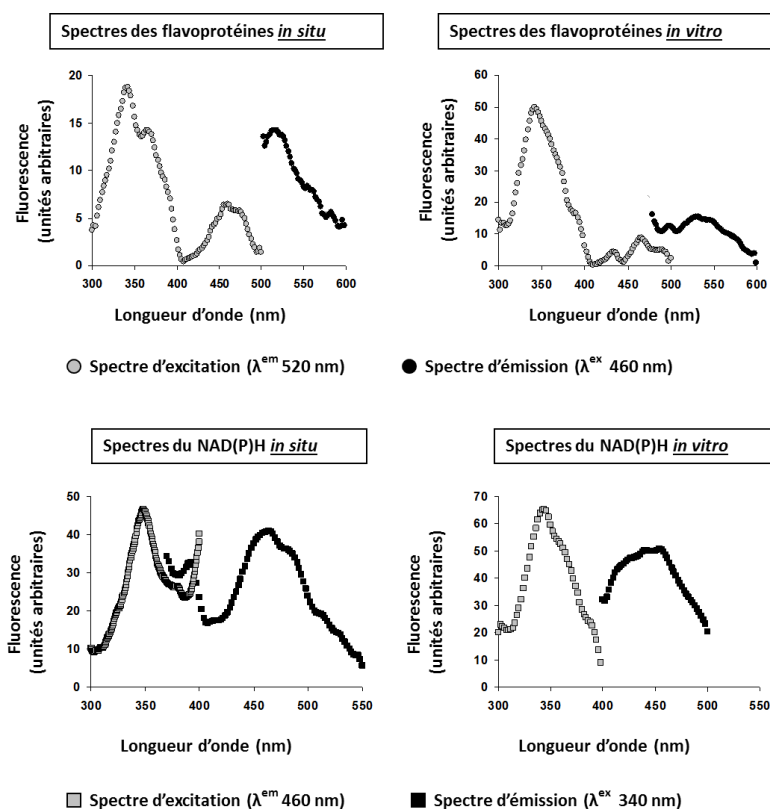 Spectres des flavoprotéines in situ
Spectres des flavoprotéines in vitro
Fluorescence
(unités arbitraires)
20
15
10
5
0
300 350 400 450 500 550 600
Longueur d'onde (nm)
Fluorescence
(unités arbitraires)
60
50
40
30
20
10
0
300 350 400 450 500 550 600
Longueur d'onde (nm)
Spectre d'excitation (λem 520 nm)
Spectre d'émission (λex 460 nm)
Spectres du NAD(P)H in situ
Spectres du NAD(P)H in vitro
Fluorescence
(unités arbitraires)
50
40
30
20
10
0
300 350 400 450 500 550
Longueur d'onde (nm)
Fluorescence
(unités arbitraires)
70
60
50
40
30
20
10
0
300 350 400 450 500 550
Longueur d'onde (nm)
Spectre d'excitation (λem 460 nm)
Spectre d'émission (λex 340 nm)